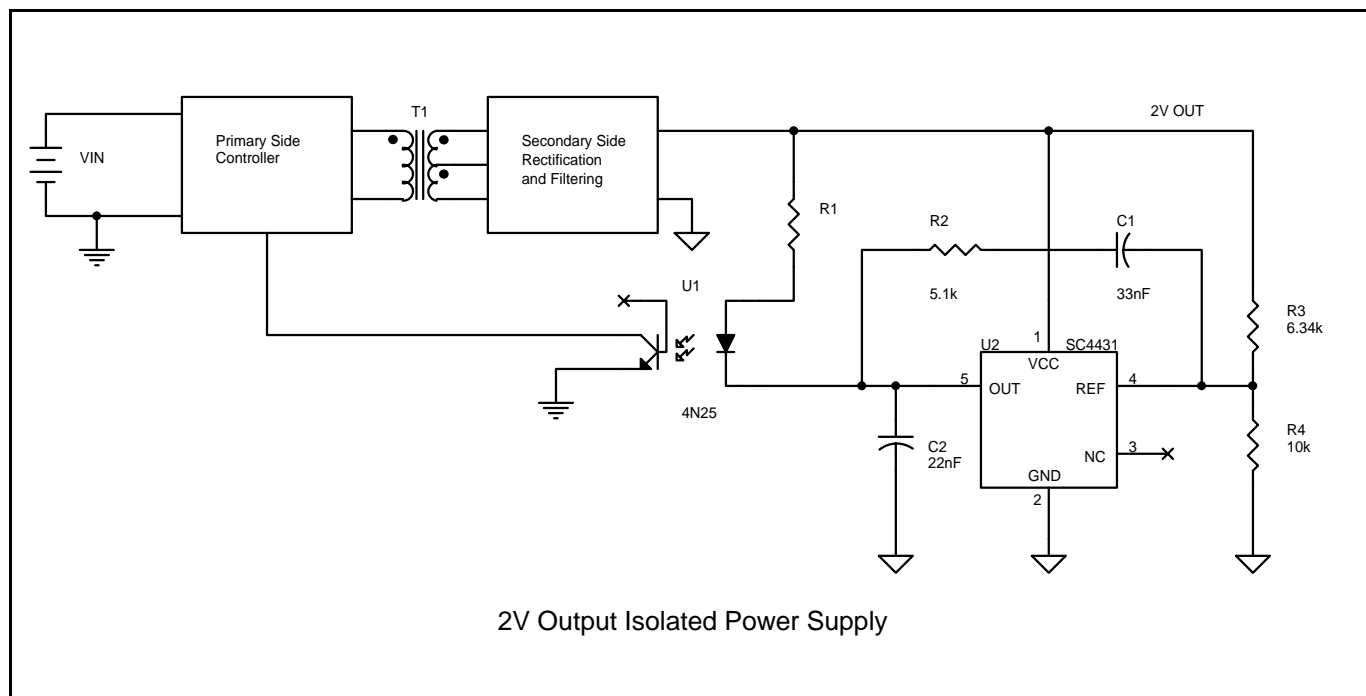 T1
2V OUT
VIN
Primary Side
Controller
Secondary Side
Rectification
and Filtering
R1
R2
C1
5.1k
33nF
U1
R3
6.34k
U2
1
SC4431
VCC
5
OUT
REF
4
4N25
C2
22nF
NC
3
R4
10k
GND
2
2V Output Isolated Power Supply